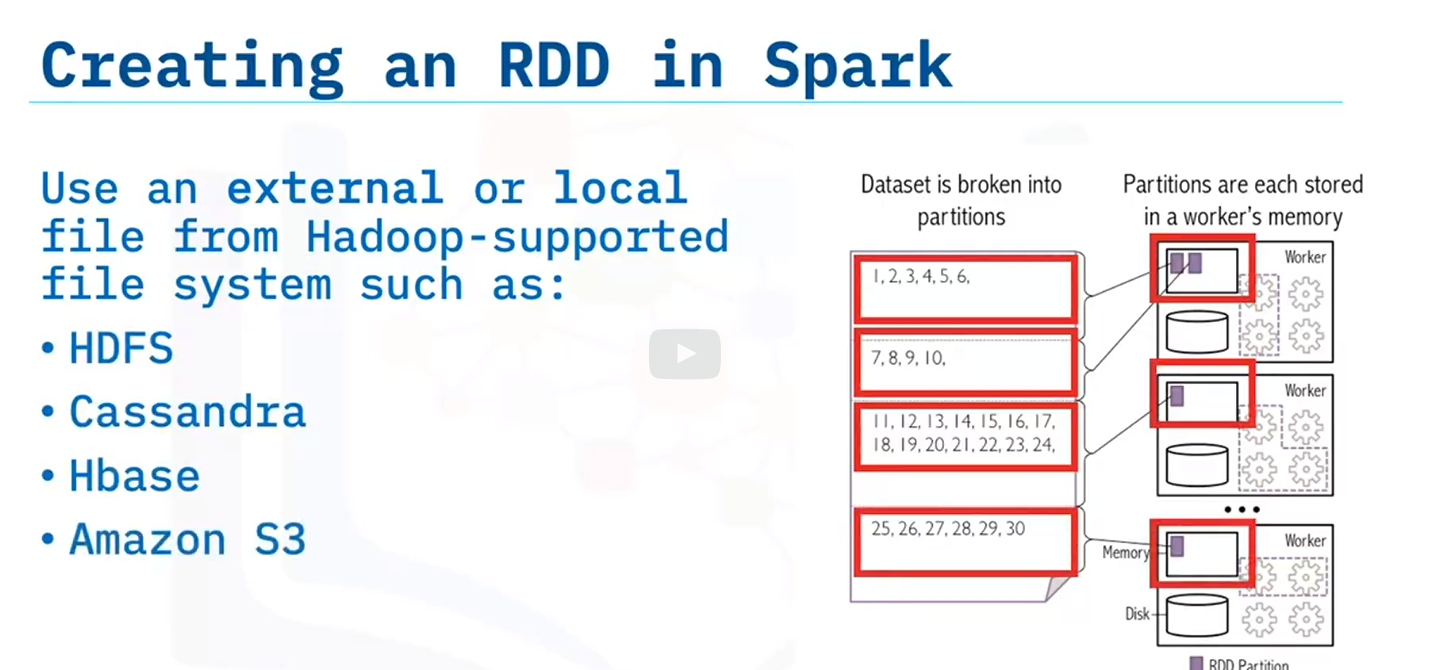 Creating an RDD in Spark
Use an external or local
file from Hadoop-supported
file system such as:
• HDFS
• Cassandra
• Hbase
• Amazon S3
Dataset is broken into
partitions
1, 2, 3, 4, 5, 6,
7, 8, 9, 10,
11, 12, 13, 14, 15, 16, 17,
18, 19, 20, 21, 22, 23, 24,
25, 26, 27, 28, 29, 30
Partitions are each stored
in a worker's memory
Worker
Worker
•••
Worker
Memory
Disk
RDD Partition